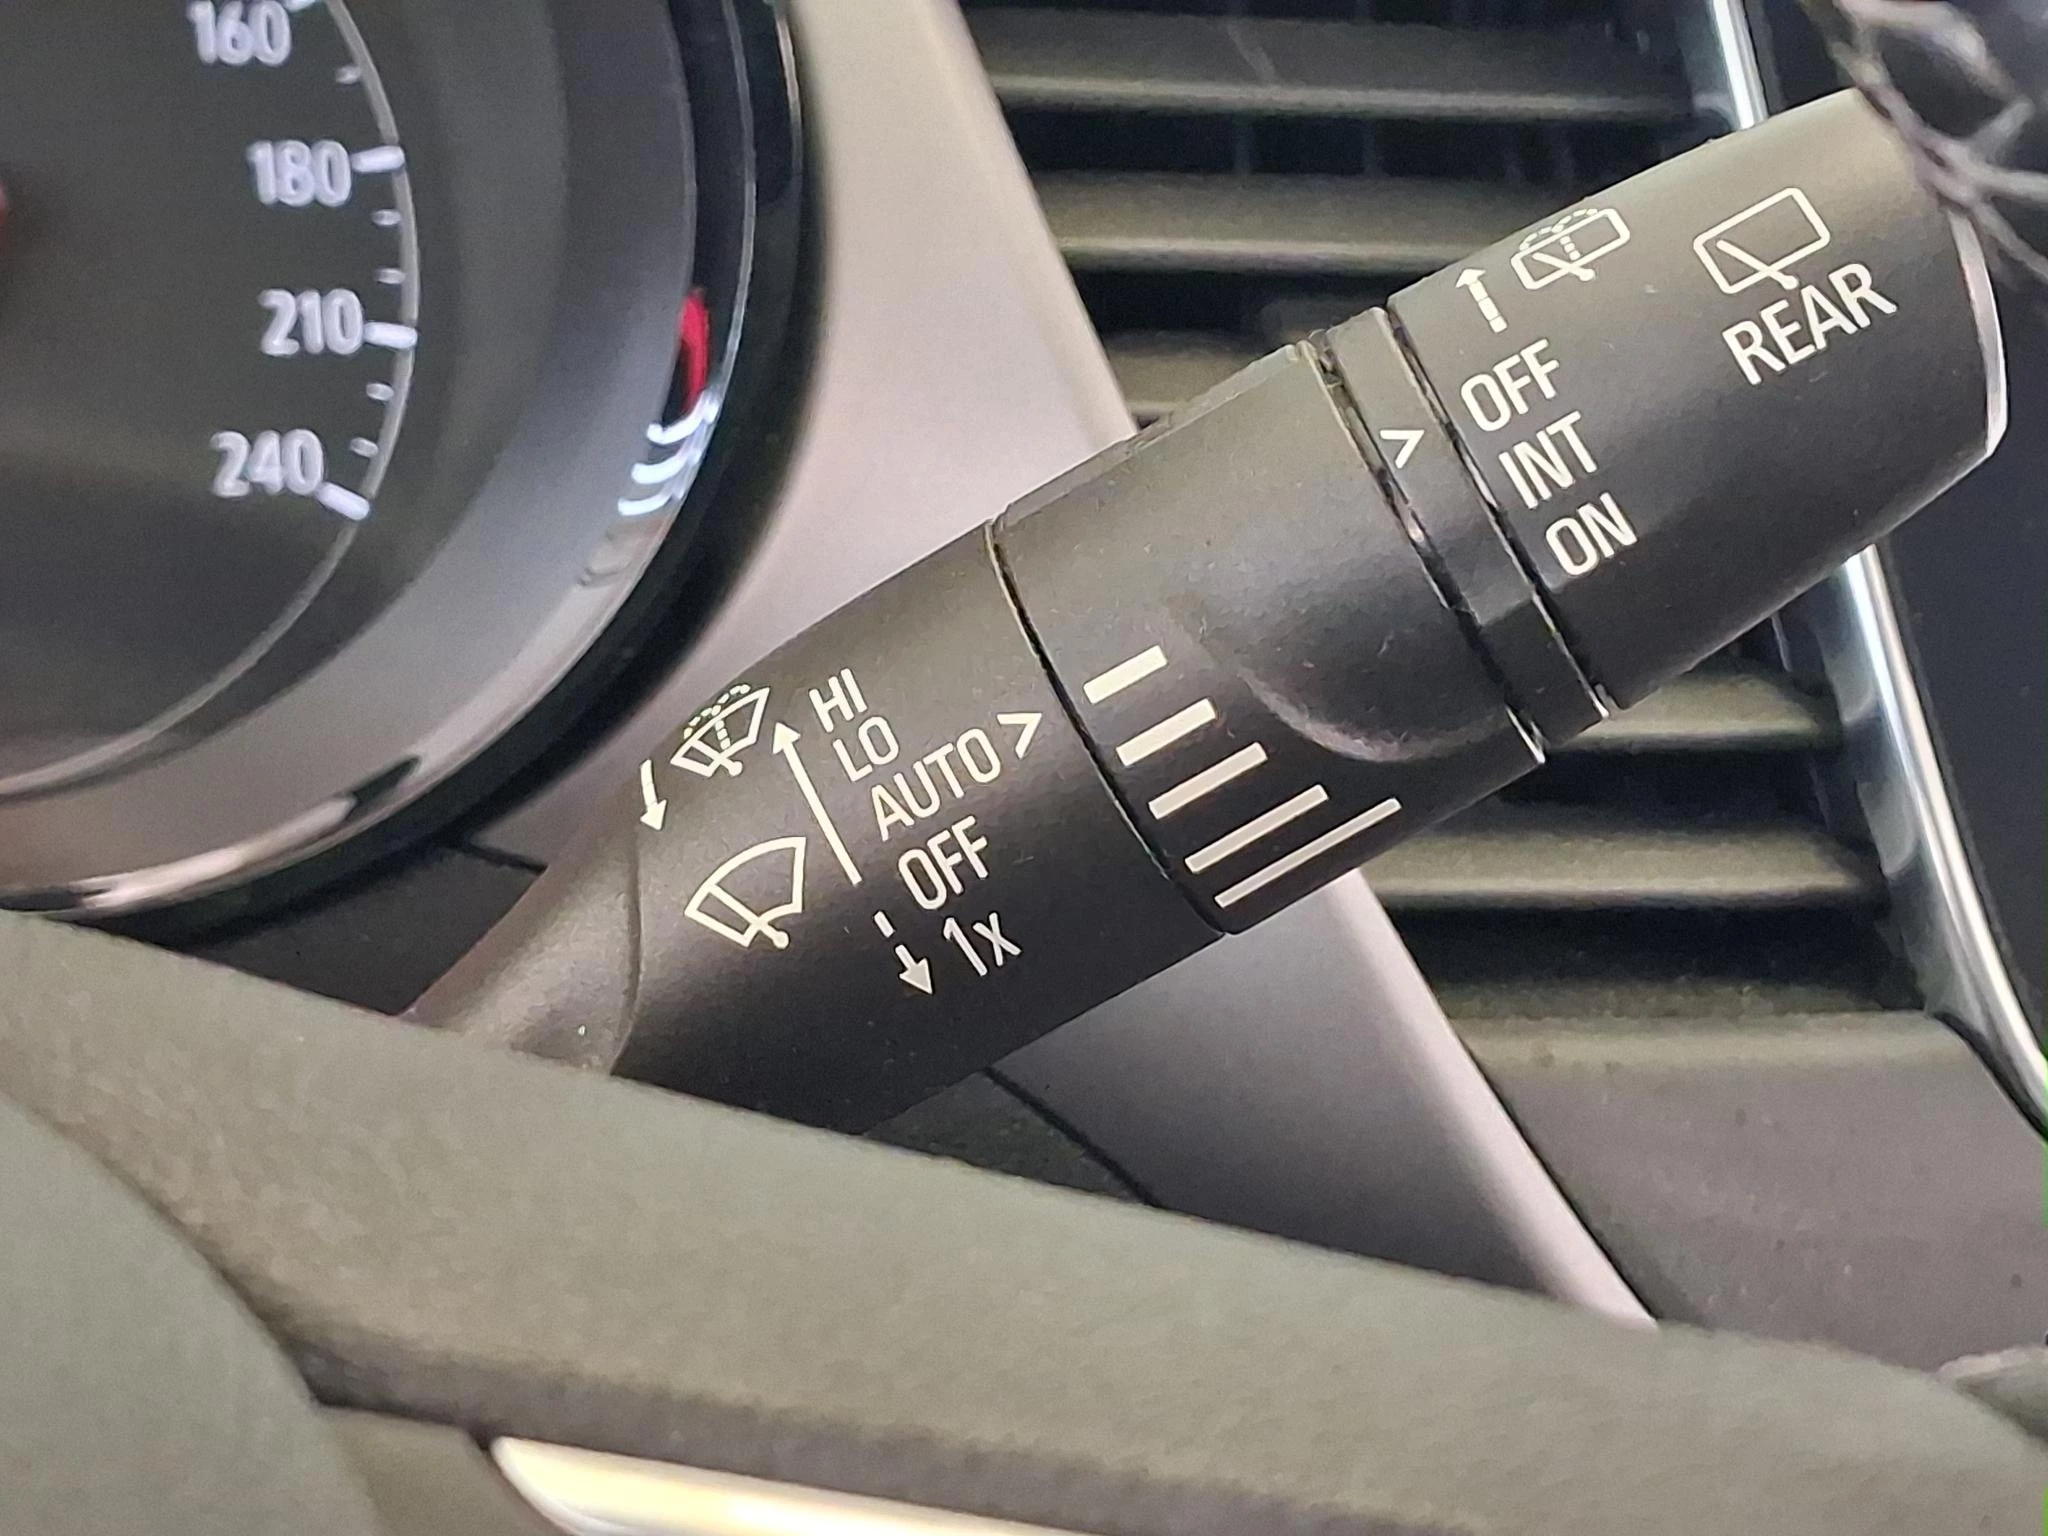 160
180
210
240
HI
LO
AUTO >
OFF
1x
>
OFF
INT
ON
REAR